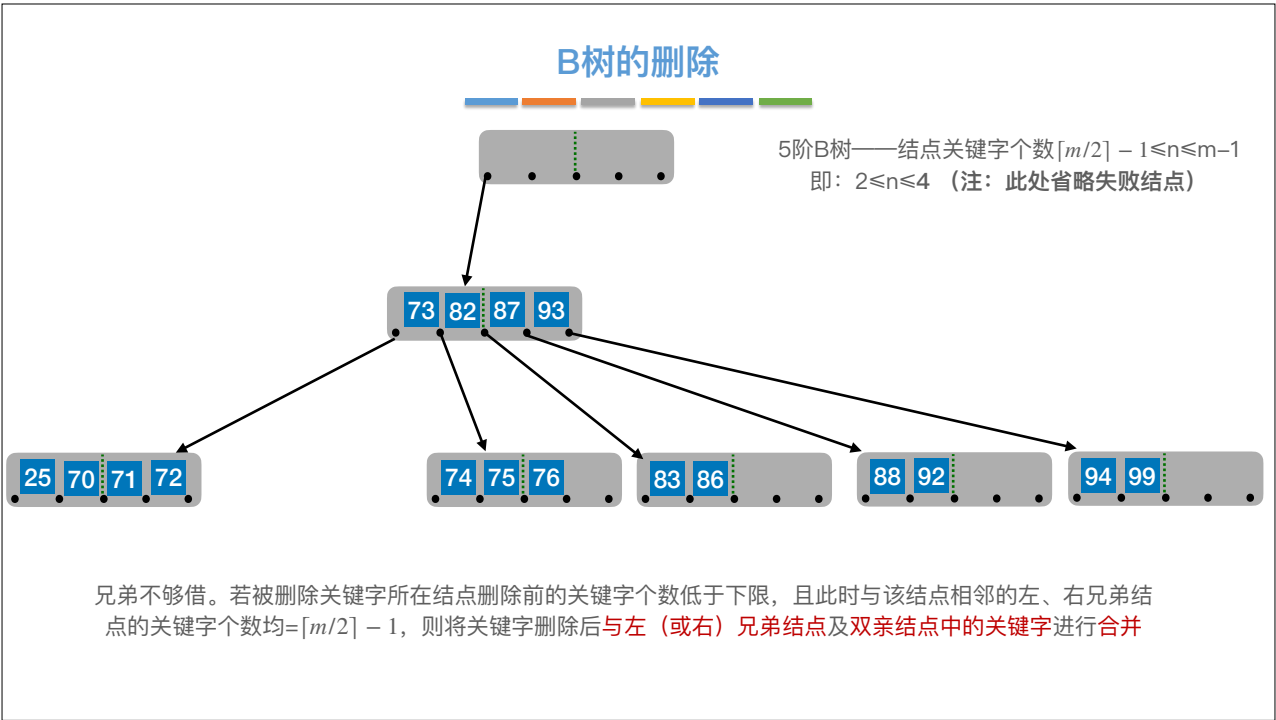 B树的删除
5阶B树——结点关键字个数⌈m/2⌉ − 1≤n≤m–1
即：2≤n≤4 （注：此处省略失败结点）
73 82 87 93
25 70 71 72 74 75 76 83 86 88 92 94 99
兄弟不够借。若被删除关键字所在结点删除前的关键字个数低于下限，且此时与该结点相邻的左、右兄弟结
点的关键字个数均=⌈m/2⌉ − 1，则将关键字删除后与左（或右）兄弟结点及双亲结点中的关键字进行合并